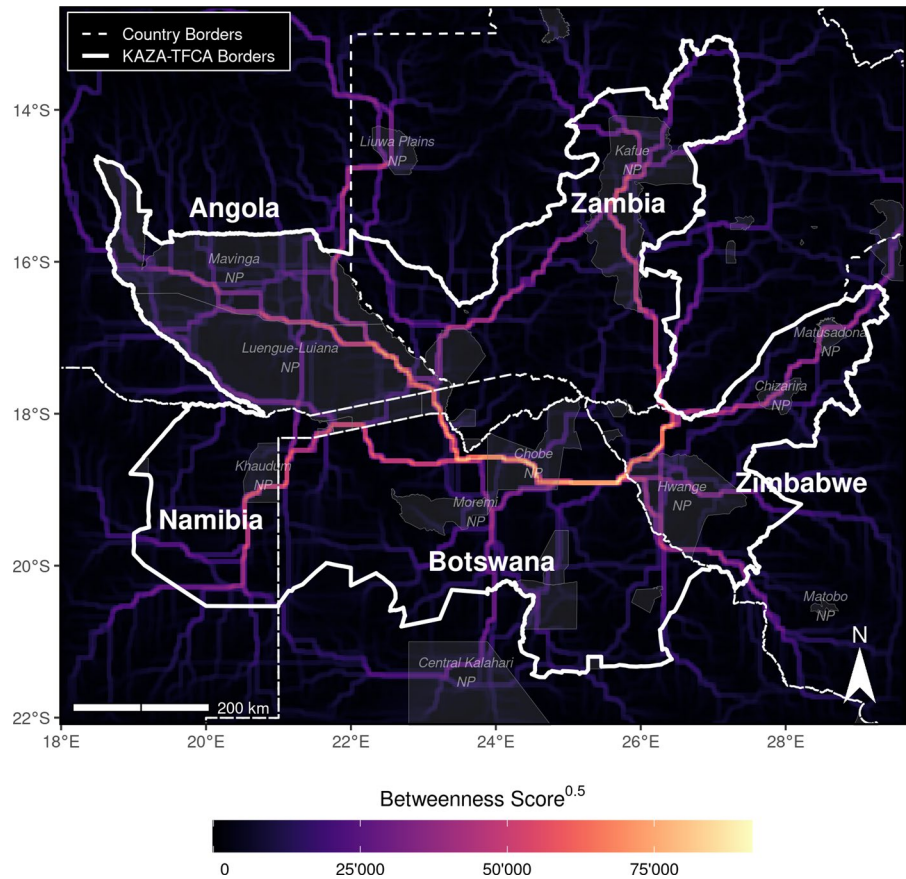 Country Borders
KAZA-TFCA Borders
14°S
16°S
18°S
20°S
22°S
Liuwa Plains
NP
Kafue
NP
Angola
Zambia
Mavinga
NP
Luengue-Luiana
NP
Matusadona
NP
Chizarira
NP
Khaudum
NP
Chobe
NP
Moremi
NP
Hwange
NP
Zimbabwe
Namibia
Botswana
Matobo
NP
Central Kalahari
NP
N
200 km
18°E
20°E
22°E
24°E
26°E
28°E
Betweenness Score^0.5
0
25'000
50'000
75'000